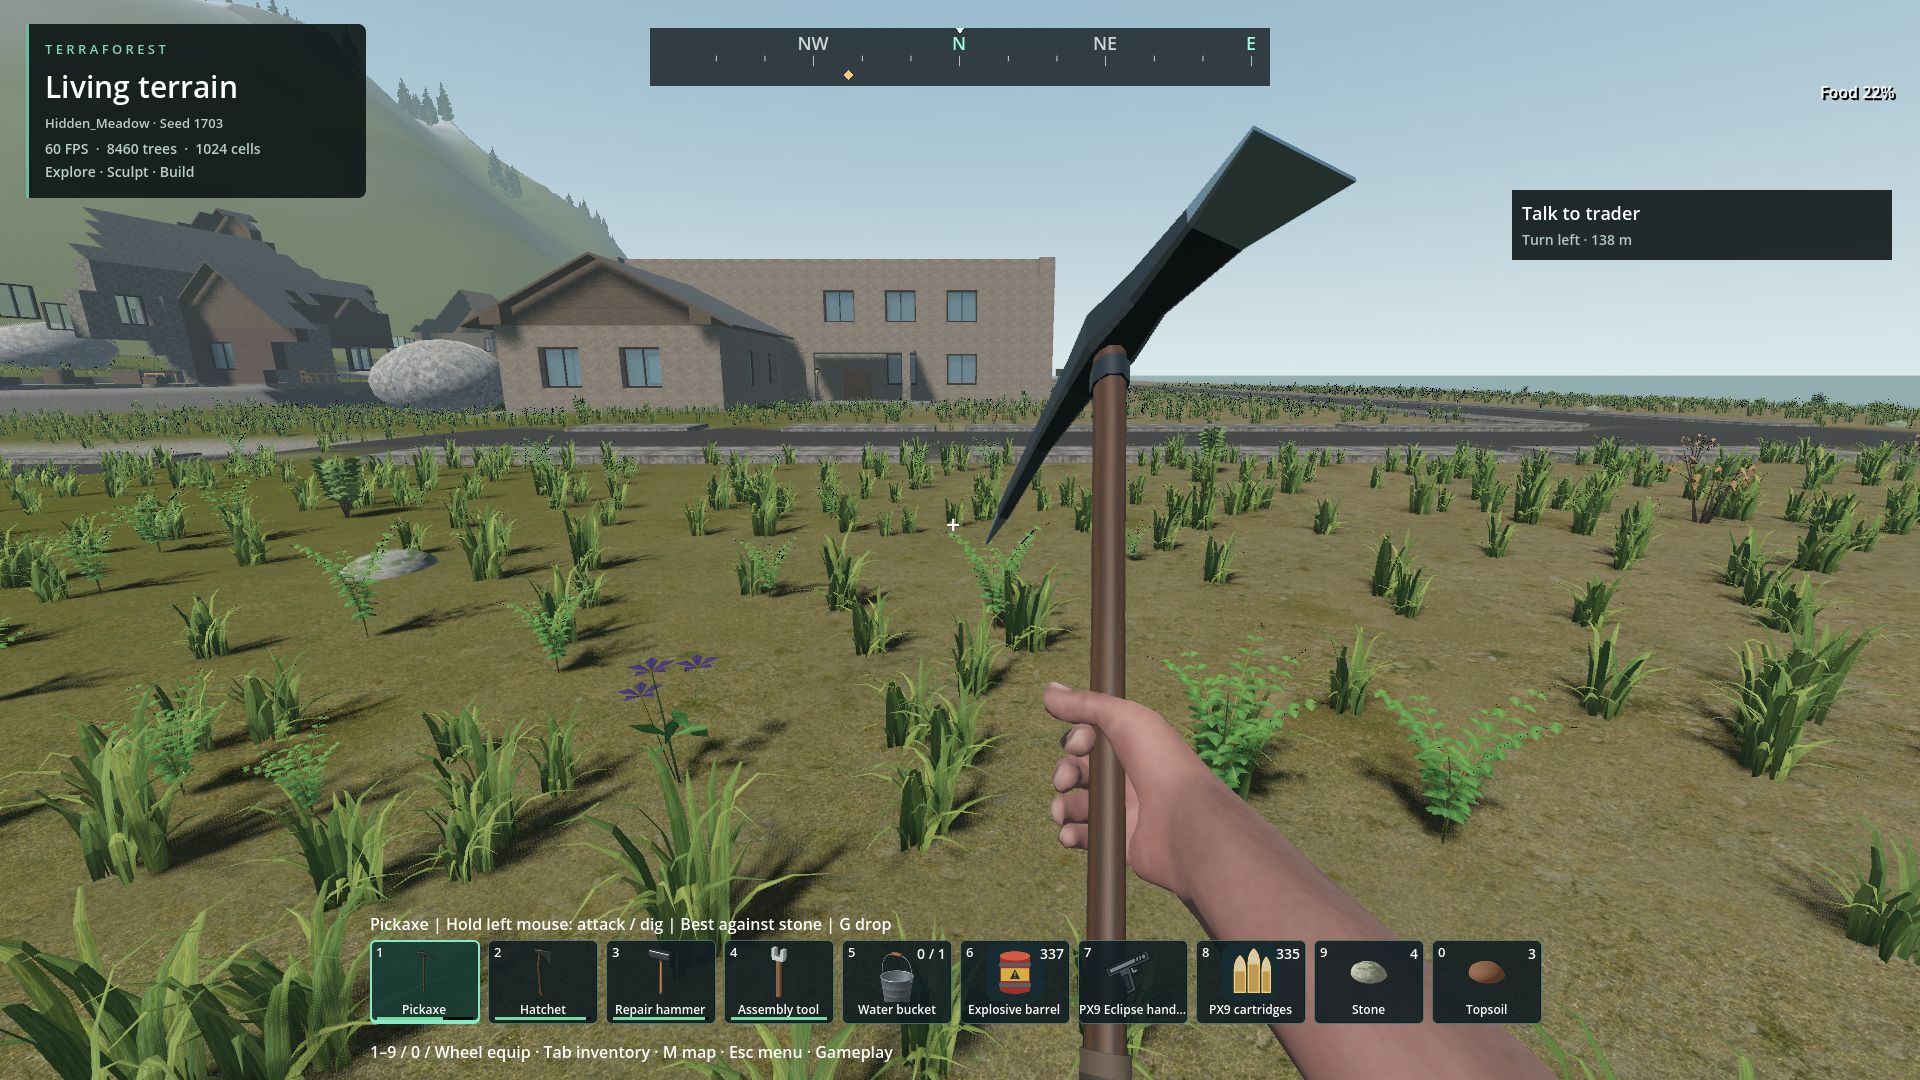 TERRAFOREST
Living terrain
Hidden_Meadow · Seed 1703
60 FPS · 8460 trees · 1024 cells
Explore · Sculpt · Build
NW N NE E
Food 22%
Talk to trader
Turn left · 138 m
Pickaxe | Hold left mouse: attack / dig | Best against stone | G drop
1 2 3 4 5 0 / 1 6 337 7 8 335 9 4 0 3
Pickaxe Hatchet Repair hammer Assembly tool Water bucket Explosive barrel PX9 Eclipse hand... PX9 cartridges Stone Topsoil
1–9 / 0 / Wheel equip · Tab inventory · M map · Esc menu · Gameplay